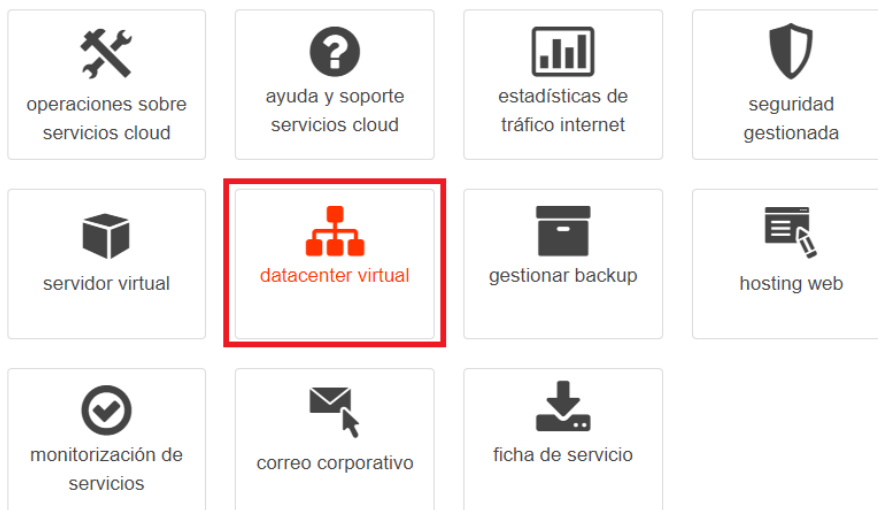 operaciones sobre
servicios cloud
ayuda y soporte
servicios cloud
estadísticas de
tráfico internet
seguridad
gestionada
servidor virtual
datacenter virtual
gestionar backup
hosting web
monitorización de
servicios
correo corporativo
ficha de servicio